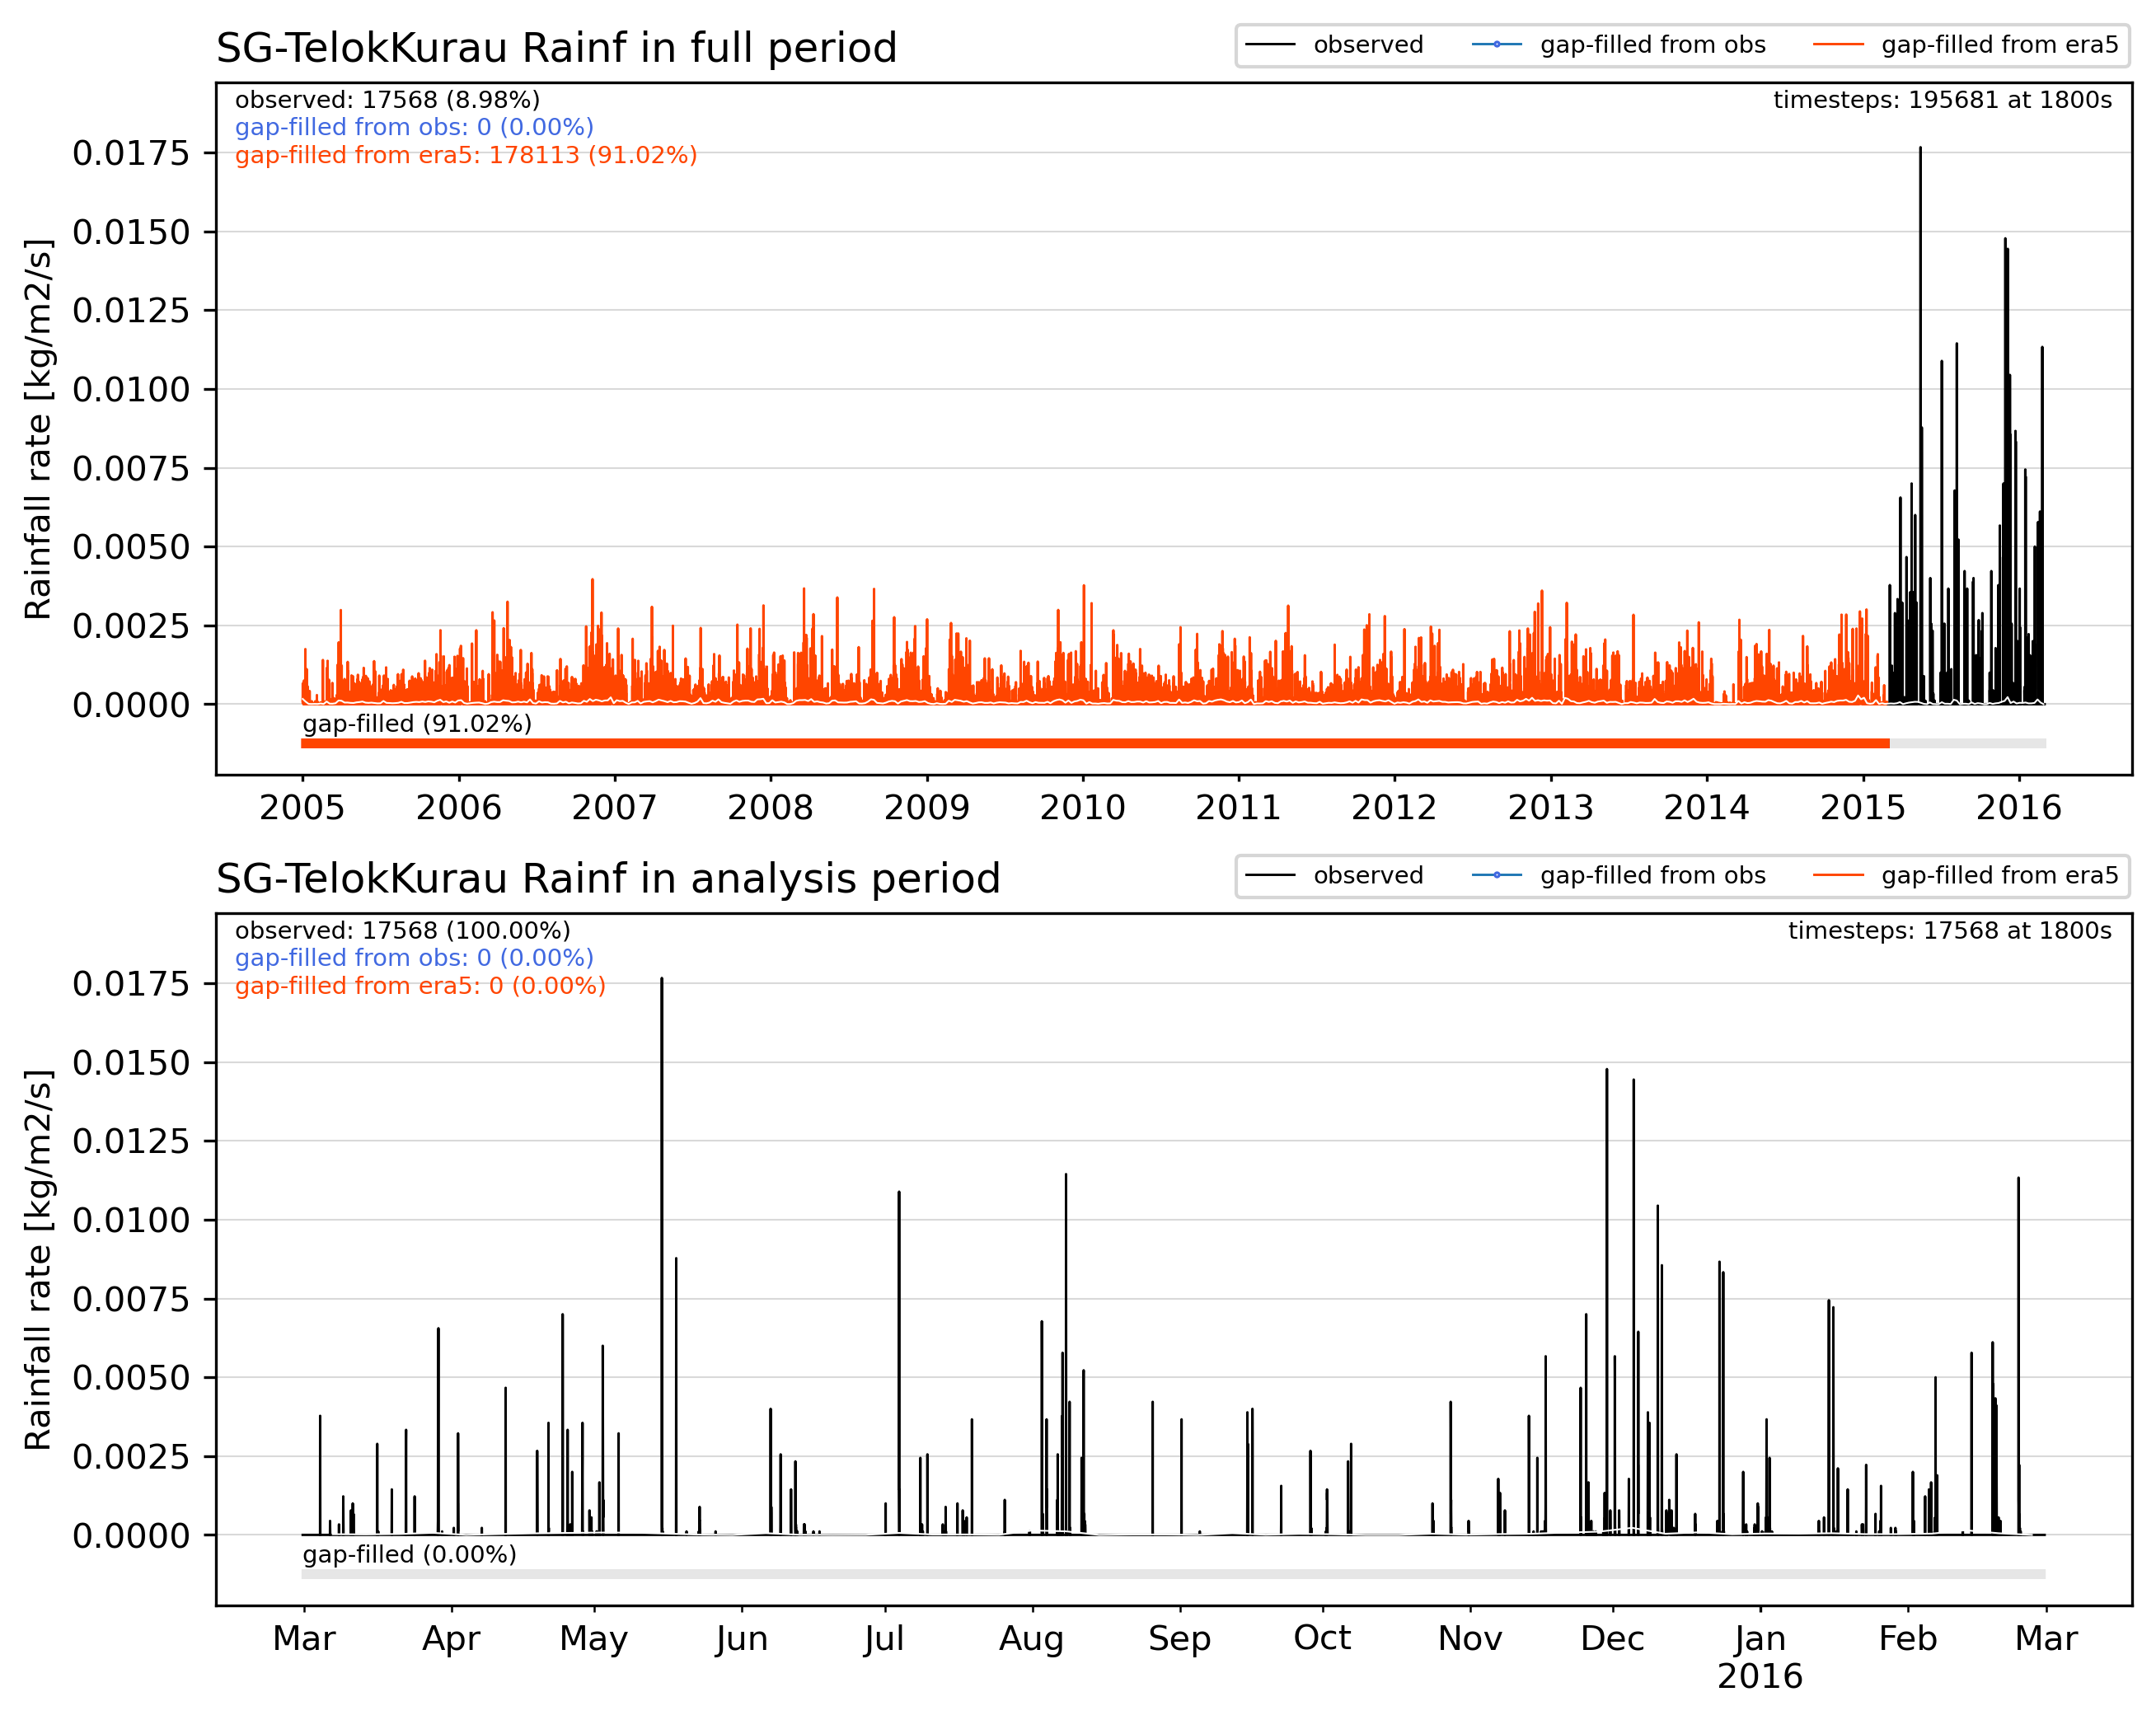 SG-TelokKurau Rainf in full period
observed gap-filled from obs gap-filled from era5
observed: 17568 (8.98%)
timesteps: 195681 at 1800s
gap-filled from obs: 0 (0.00%)
gap-filled from era5: 178113 (91.02%)
0.0175
0.0150
0.0125
0.0100
0.0075
0.0050
0.0025
0.0000
Rainfall rate [kg/m2/s]
gap-filled (91.02%)
2005 2006 2007 2008 2009 2010 2011 2012 2013 2014 2015 2016
SG-TelokKurau Rainf in analysis period
observed gap-filled from obs gap-filled from era5
observed: 17568 (100.00%)
timesteps: 17568 at 1800s
gap-filled from obs: 0 (0.00%)
gap-filled from era5: 0 (0.00%)
0.0175
0.0150
0.0125
0.0100
0.0075
0.0050
0.0025
0.0000
Rainfall rate [kg/m2/s]
gap-filled (0.00%)
Mar Apr May Jun Jul Aug Sep Oct Nov Dec Jan Feb Mar
2016